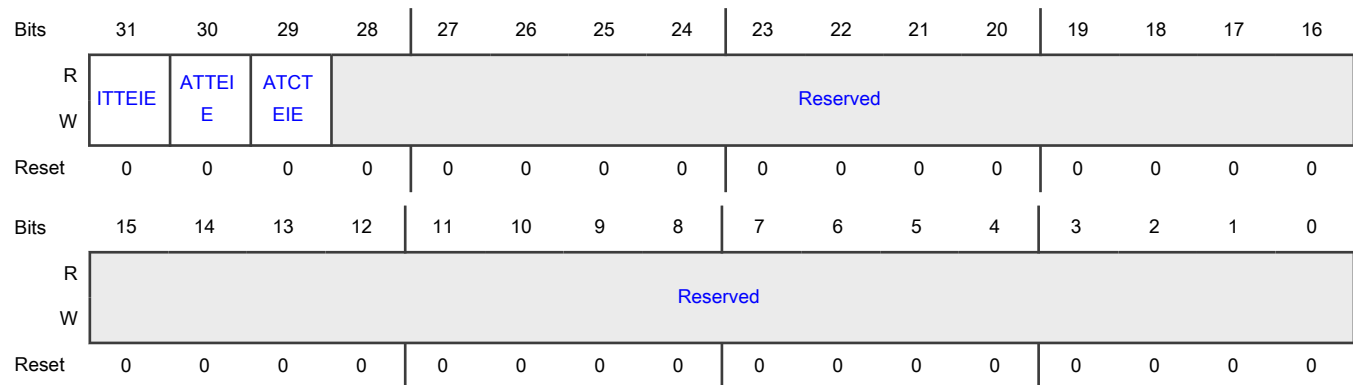 Bits 31 30 29 28 27 26 25 24 23 22 21 20 19 18 17 16
R
ITTEIE ATTEI ATCT Reserved
E EIE
W
Reset 0 0 0 0 0 0 0 0 0 0 0 0 0 0 0 0
Bits 15 14 13 12 11 10 9 8 7 6 5 4 3 2 1 0
R
Reserved
W
Reset 0 0 0 0 0 0 0 0 0 0 0 0 0 0 0 0